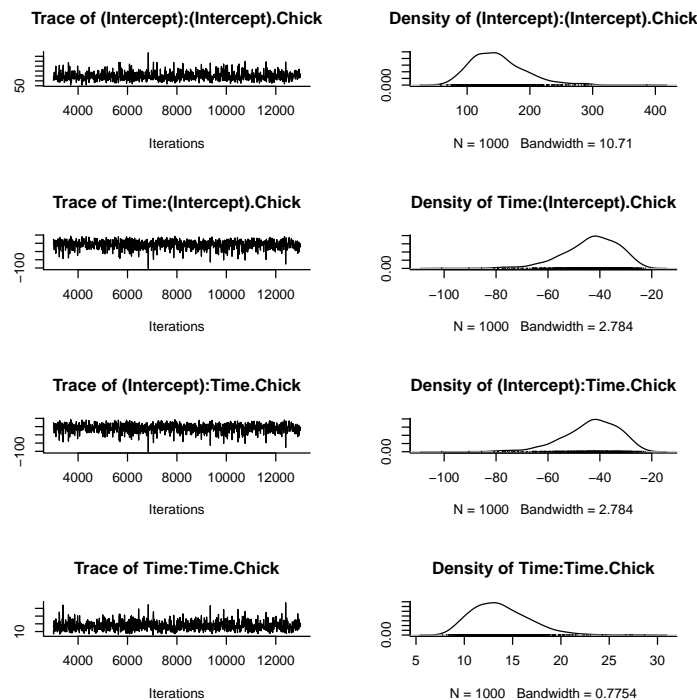 Trace of (Intercept):(Intercept).Chick
50
4000 6000 8000 10000 12000
Iterations
Density of (Intercept):(Intercept).Chick
0.000
100 200 300 400
N = 1000 Bandwidth = 10.71
Trace of Time:(Intercept).Chick
−100
4000 6000 8000 10000 12000
Iterations
Density of Time:(Intercept).Chick
0.00
−100 −80 −60 −40 −20
N = 1000 Bandwidth = 2.784
Trace of (Intercept):Time.Chick
−100
4000 6000 8000 10000 12000
Iterations
Density of (Intercept):Time.Chick
0.00
−100 −80 −60 −40 −20
N = 1000 Bandwidth = 2.784
Trace of Time:Time.Chick
10
4000 6000 8000 10000 12000
Iterations
Density of Time:Time.Chick
0.00
5 10 15 20 25 30
N = 1000 Bandwidth = 0.7754